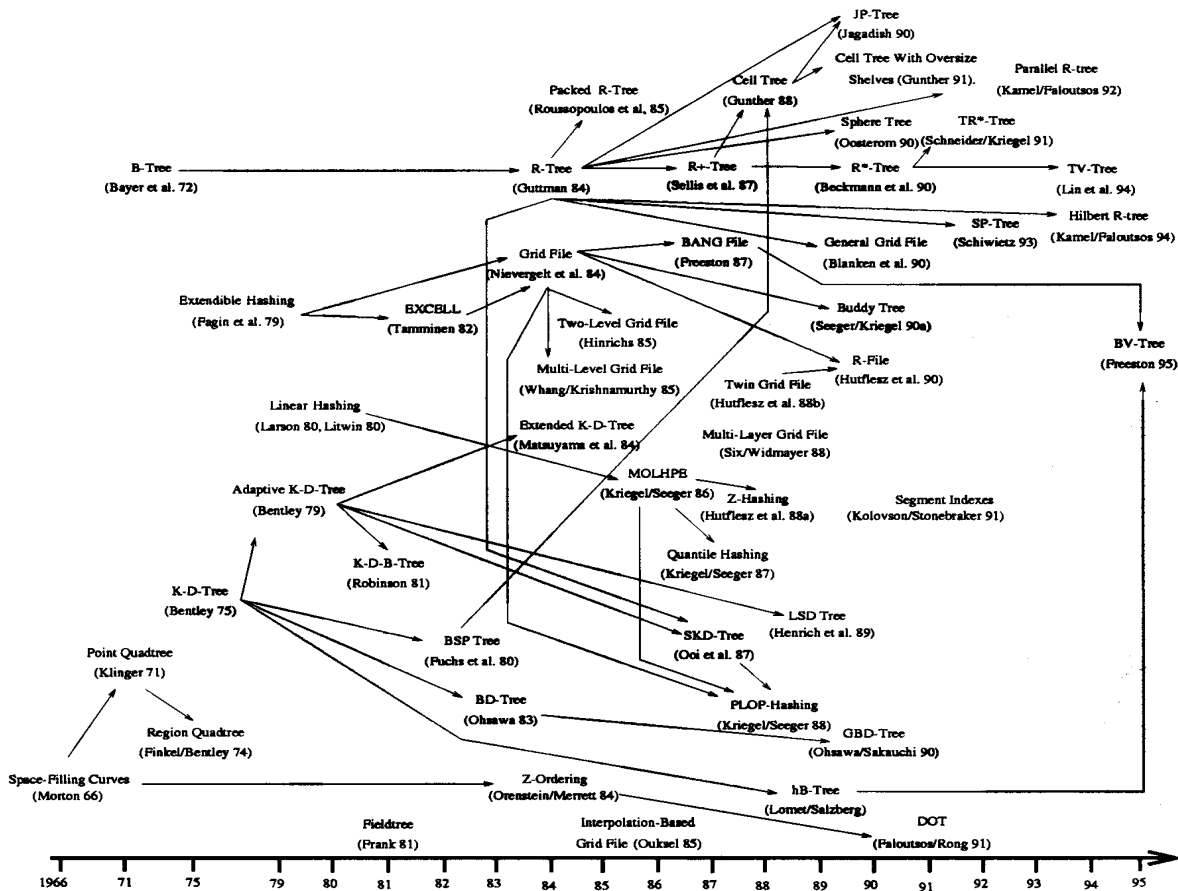 JP-Tree
(Jagadish 90)
Cell Tree With Oversize
Shelves (Gunther 91).
Parallel R-tree
(Kamel/Faloutsos 92)
Cell Tree
(Gunther 88)
Packed R-Tree
(Roussopoulos et al, 85)
Sphere Tree
(Oosterom 90)
TR*-Tree
(Schneider/Kriegel 91)
B-Tree
(Bayer et al. 72)
R-Tree
(Guttman 84)
R+-Tree
(Sellis et al. 87)
R*-Tree
(Beckmann et al. 90)
TV-Tree
(Lin et al. 94)
SP-Tree
(Schiwietz 93)
Hilbert R-tree
(Kamel/Faloutsos 94)
Grid File
(Nievergelt et al. 84)
BANG File
(Freeston 87)
General Grid File
(Blanken et al. 90)
Extendible Hashing
(Fagin et al. 79)
EXCELL
(Tamminen 82)
Two-Level Grid File
(Hinrichs 85)
Buddy Tree
(Seeger/Kriegel 90a)
BV-Tree
(Freeston 95)
Multi-Level Grid File
(Whang/Krishnamurthy 85)
R-File
(Hutflesz et al. 90)
Twin Grid File
(Hutflesz et al. 88b)
Linear Hashing
(Larson 80, Litwin 80)
Extended K-D-Tree
(Matsuyama et al. 84)
Multi-Layer Grid File
(Six/Widmayer 88)
MOLHPE
(Kriegel/Seeger 86)
Z-Hashing
(Hutflesz et al. 88a)
Segment Indexes
(Kolovson/Stonebraker 91)
Adaptive K-D-Tree
(Bentley 79)
K-D-B-Tree
(Robinson 81)
Quantile Hashing
(Kriegel/Seeger 87)
K-D-Tree
(Bentley 75)
LSD Tree
(Henrich et al. 89)
BSP Tree
(Fuchs et al. 80)
SKD-Tree
(Ooi et al. 87)
Point Quadtree
(Klinger 71)
BD-Tree
(Ohsawa 83)
PLOP-Hashing
(Kriegel/Seeger 88)
Region Quadtree
(Finkel/Bentley 74)
GBD-Tree
(Ohsawa/Sakauchi 90)
Space-Filling Curves
(Morton 66)
Z-Ordering
(Orenstein/Merrett 84)
hB-Tree
(Lomet/Salzberg)
Fieldtree
(Frank 81)
Interpolation-Based
Grid File (Ouksel 85)
DOT
(Faloutsos/Rong 91)
1966 71 75 79 80 81 82 83 84 85 86 87 88 89 90 91 92 93 94 95